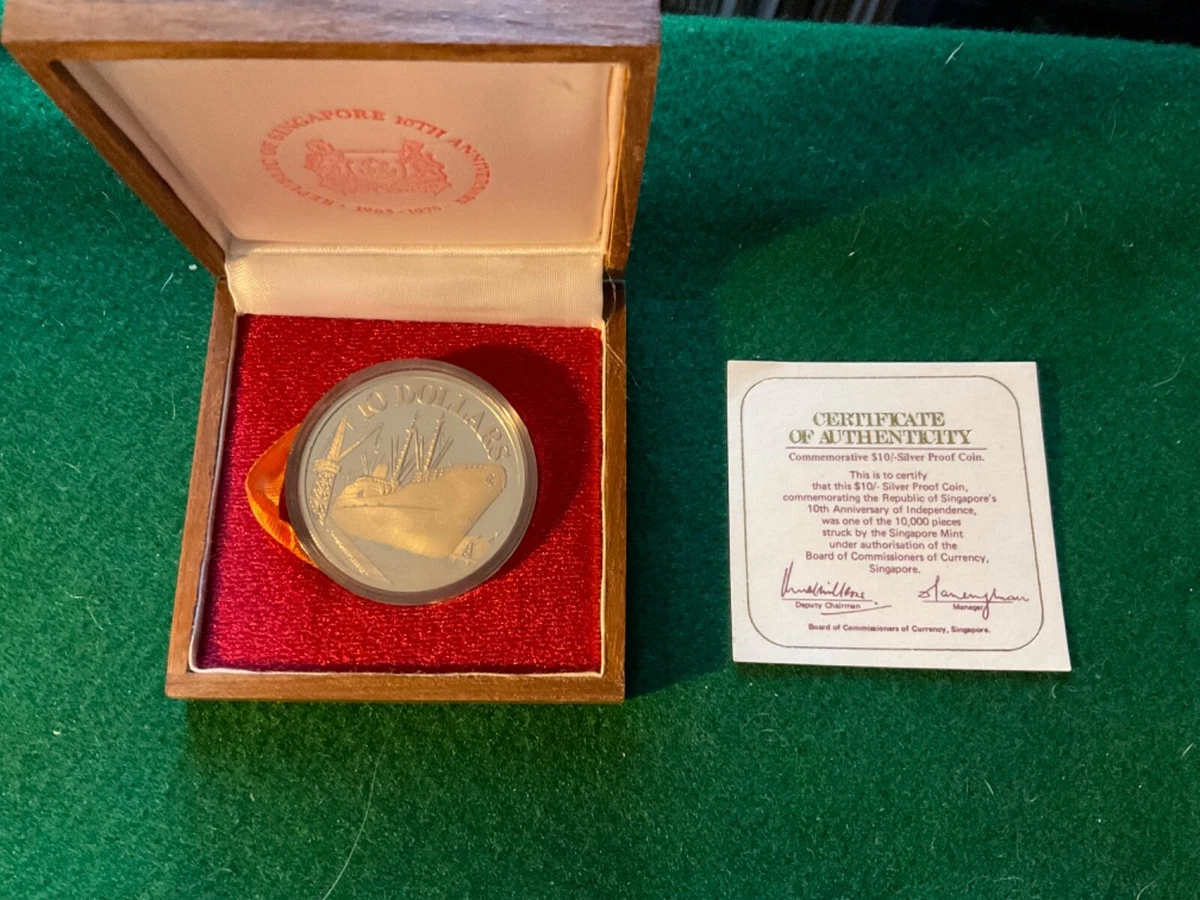 REPUBLIC OF SINGAPORE 10TH ANNIVERSARY
· 1965 - 1975 ·
10 DOLLARS
CERTIFICATE
OF AUTHENTICITY
Commemorative $10/-Silver Proof Coin.
This is to certify
that this $10/- Silver Proof Coin,
commemorating the Republic of Singapore's
10th Anniversary of Independence,
was one of the 10,000 pieces
struck by the Singapore Mint
under authorisation of the
Board of Commissioners of Currency,
Singapore.
Deputy Chairman
Manager
Board of Commissioners of Currency, Singapore.